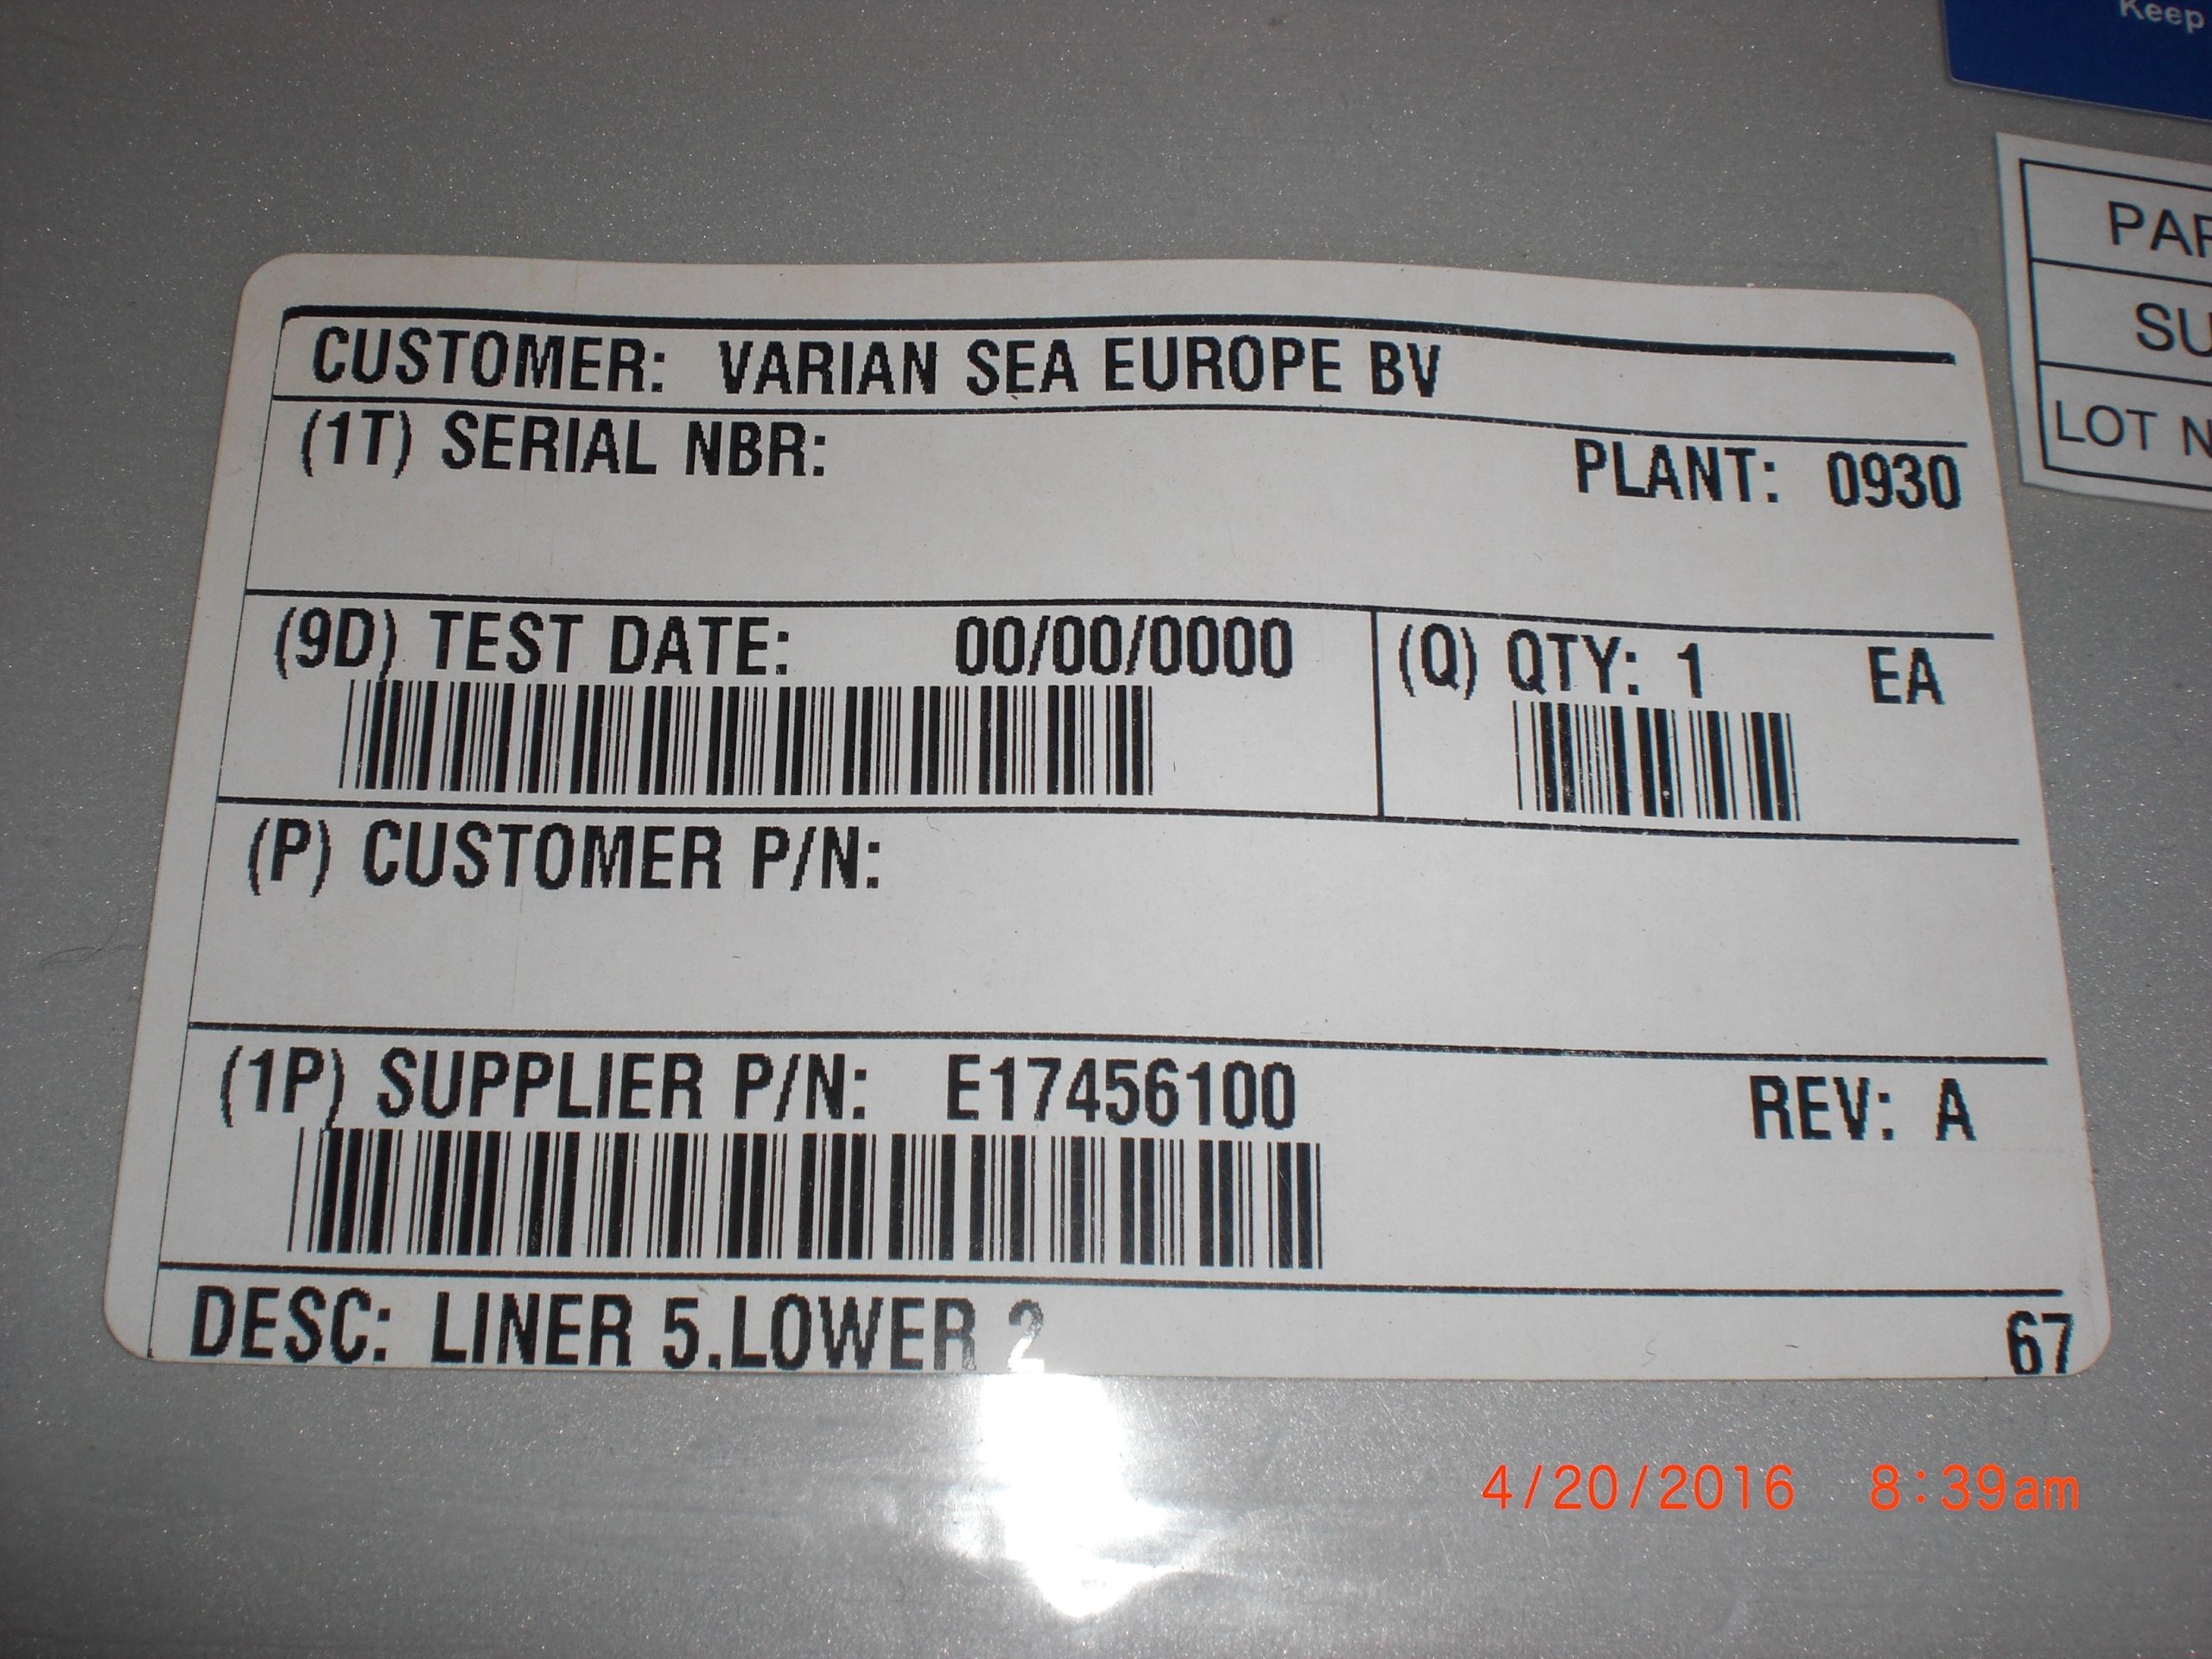 Keep
CUSTOMER: VARIAN SEA EUROPE BV
(1T) SERIAL NBR:
PLANT: 0930
(9D) TEST DATE: 00/00/0000
(Q) QTY: 1 EA
(P) CUSTOMER P/N:
(1P) SUPPLIER P/N: E17456100
REV: A
DESC: LINER 5.LOWER 2
67
LOT N
4/20/2016 8:39am